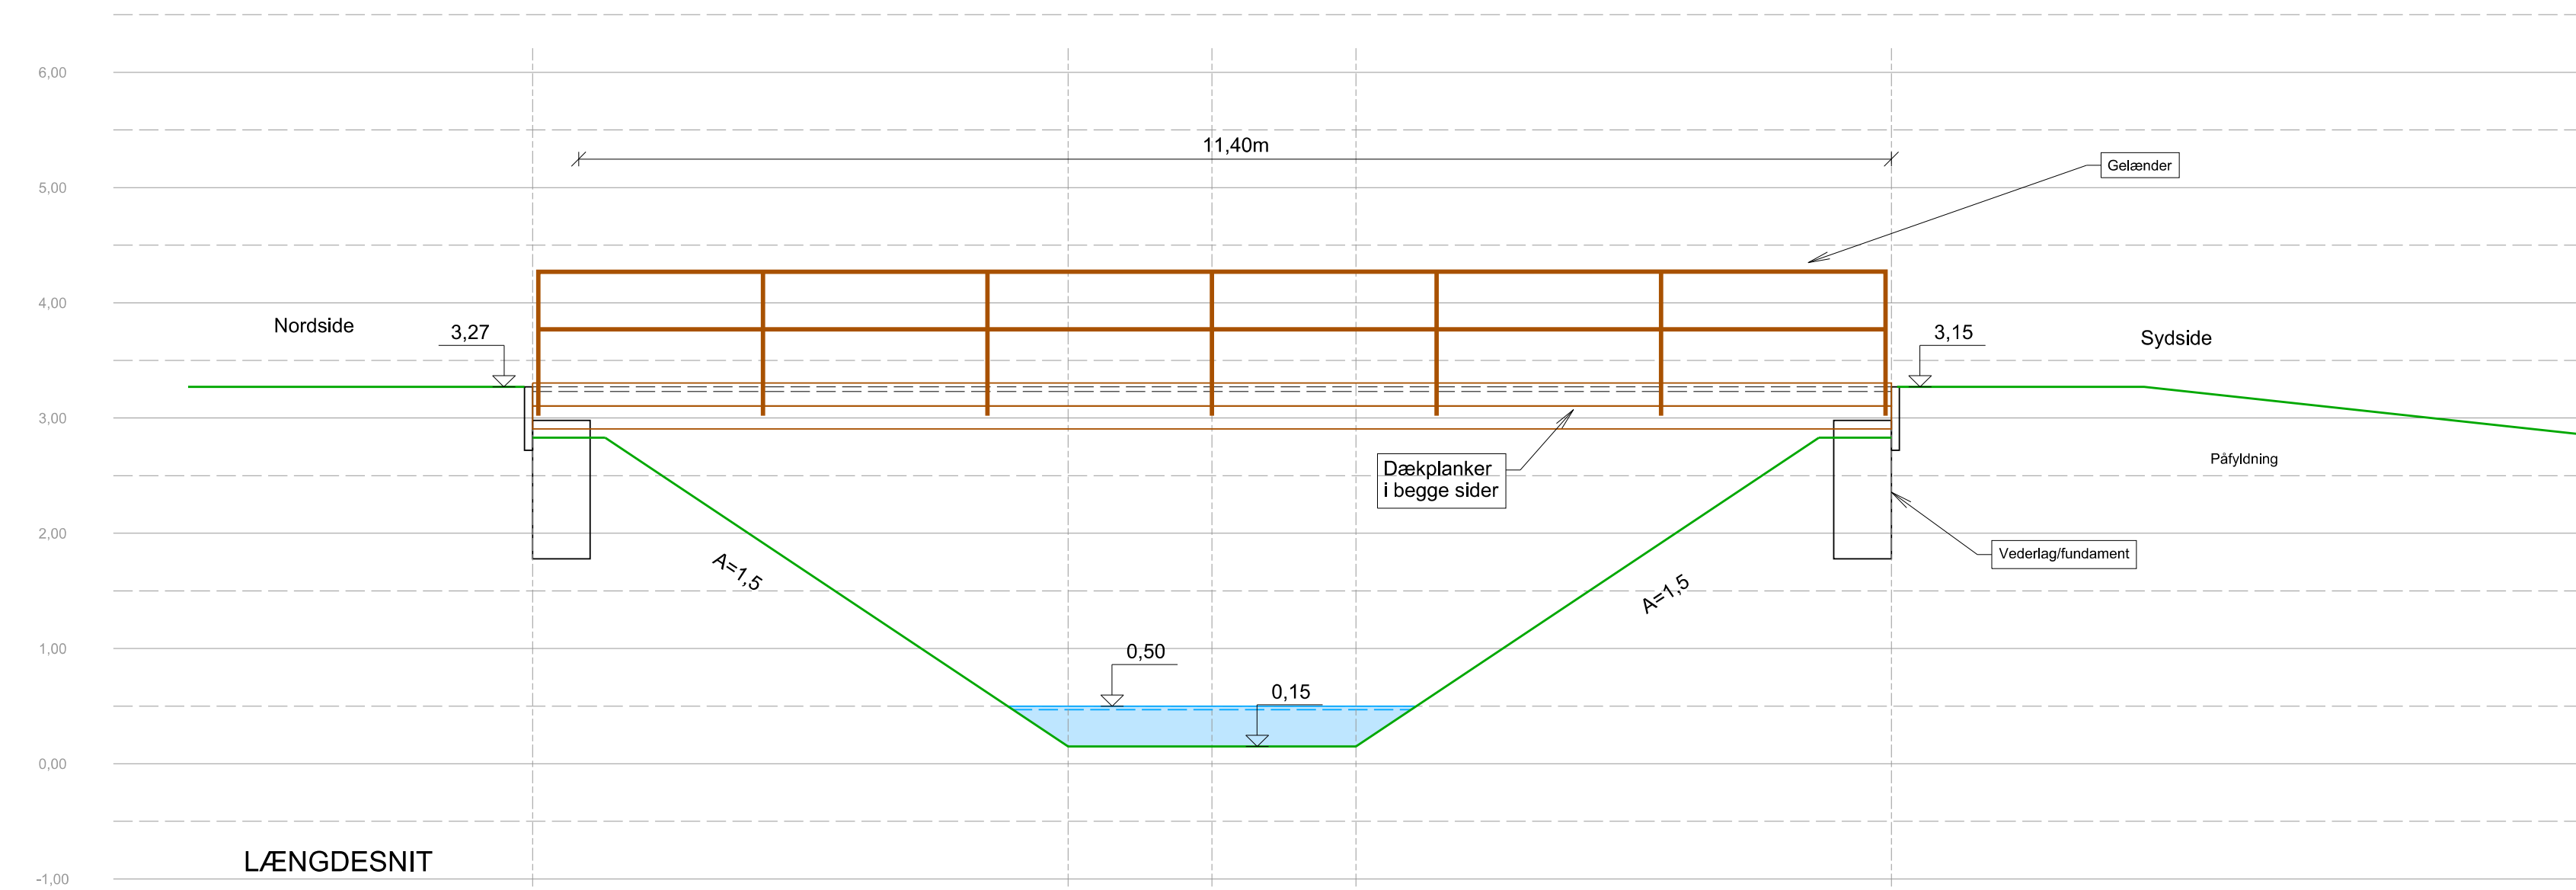 6,00
11,40m
Gelænder
5,00
4,00
Nordside
3,27
3,15
Sydside
3,00
Dækplanker
i begge sider
Påfyldning
2,00
Vederlag/fundament
A=1,5
A=1,5
1,00
0,50
0,15
0,00
LÆNGDESNIT
-1,00